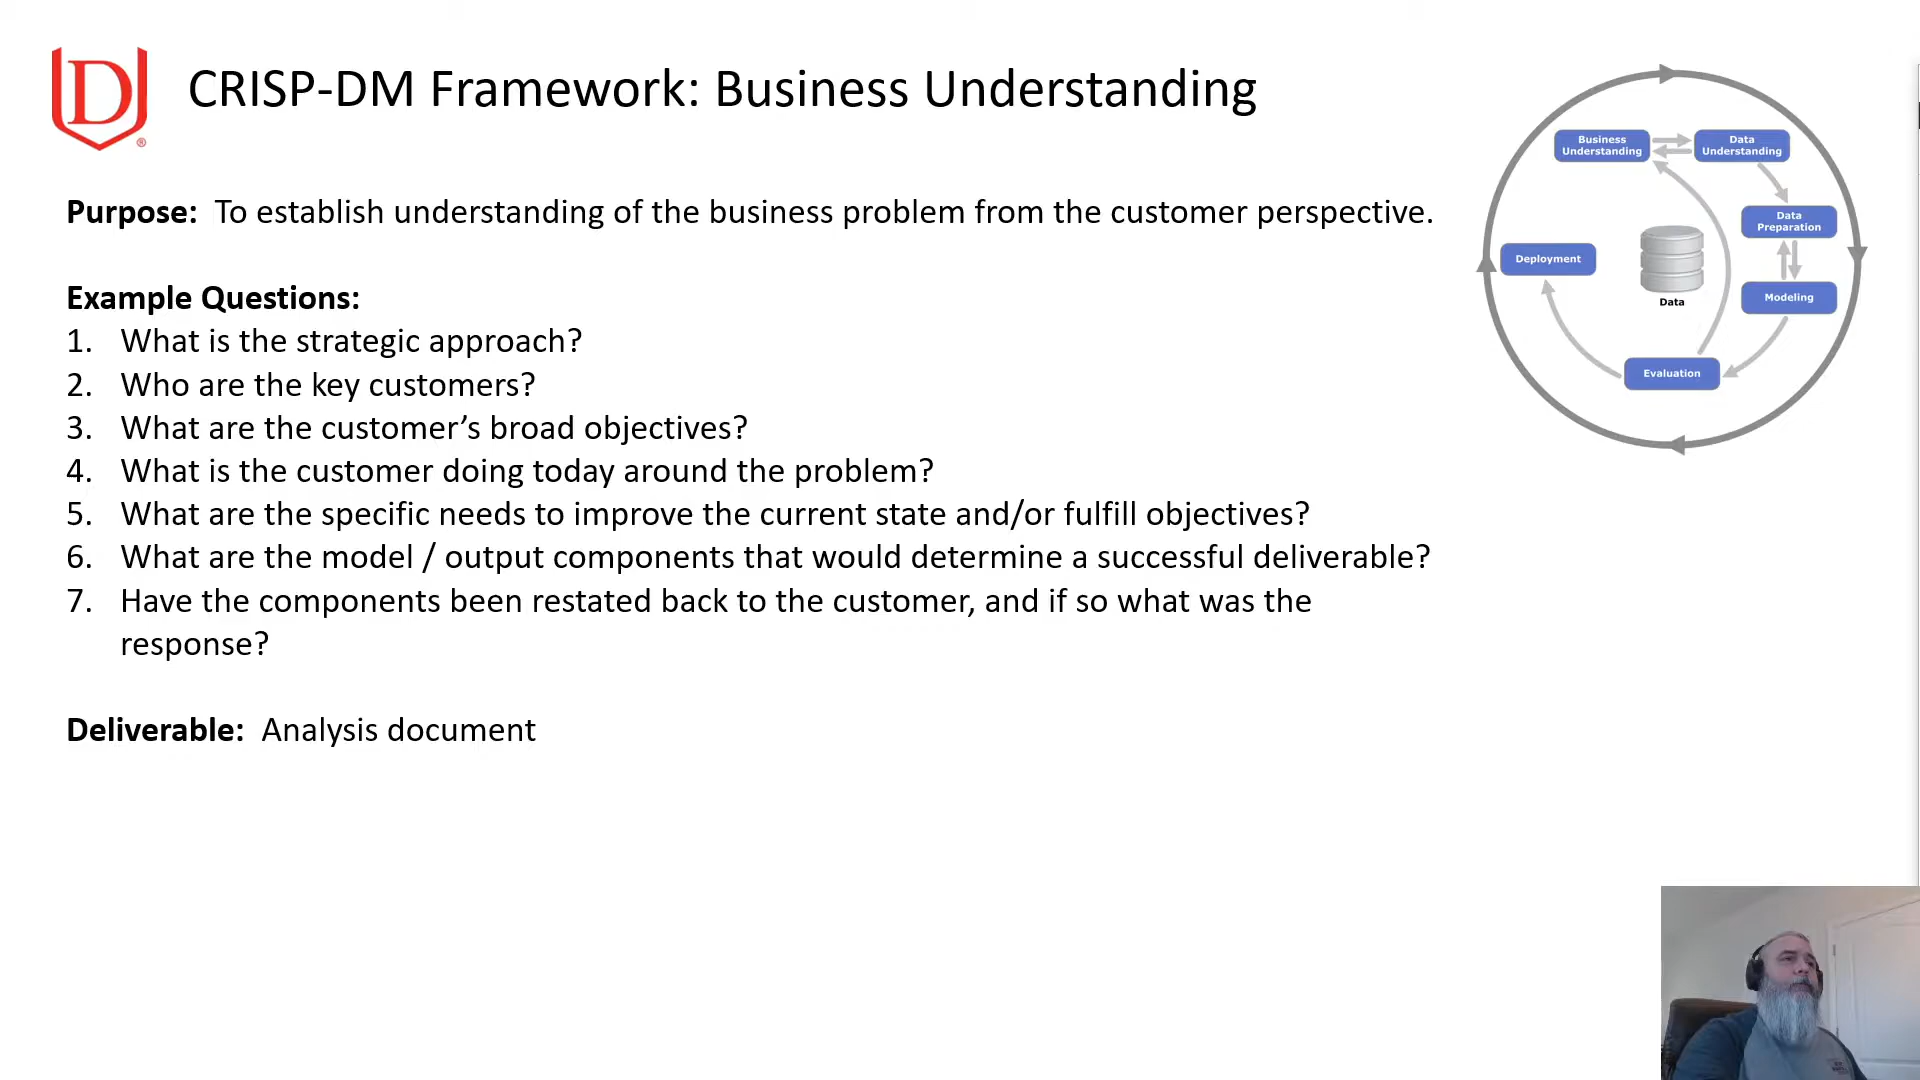 D
®
CRISP-DM Framework: Business Understanding
Purpose: To establish understanding of the business problem from the customer perspective.
Example Questions:
1. What is the strategic approach?
2. Who are the key customers?
3. What are the customer’s broad objectives?
4. What is the customer doing today around the problem?
5. What are the specific needs to improve the current state and/or fulfill objectives?
6. What are the model / output components that would determine a successful deliverable?
7. Have the components been restated back to the customer, and if so what was the
response?
Deliverable: Analysis document
Business
Understanding
Data
Understanding
Data
Preparation
Deployment
Data
Modeling
Evaluation